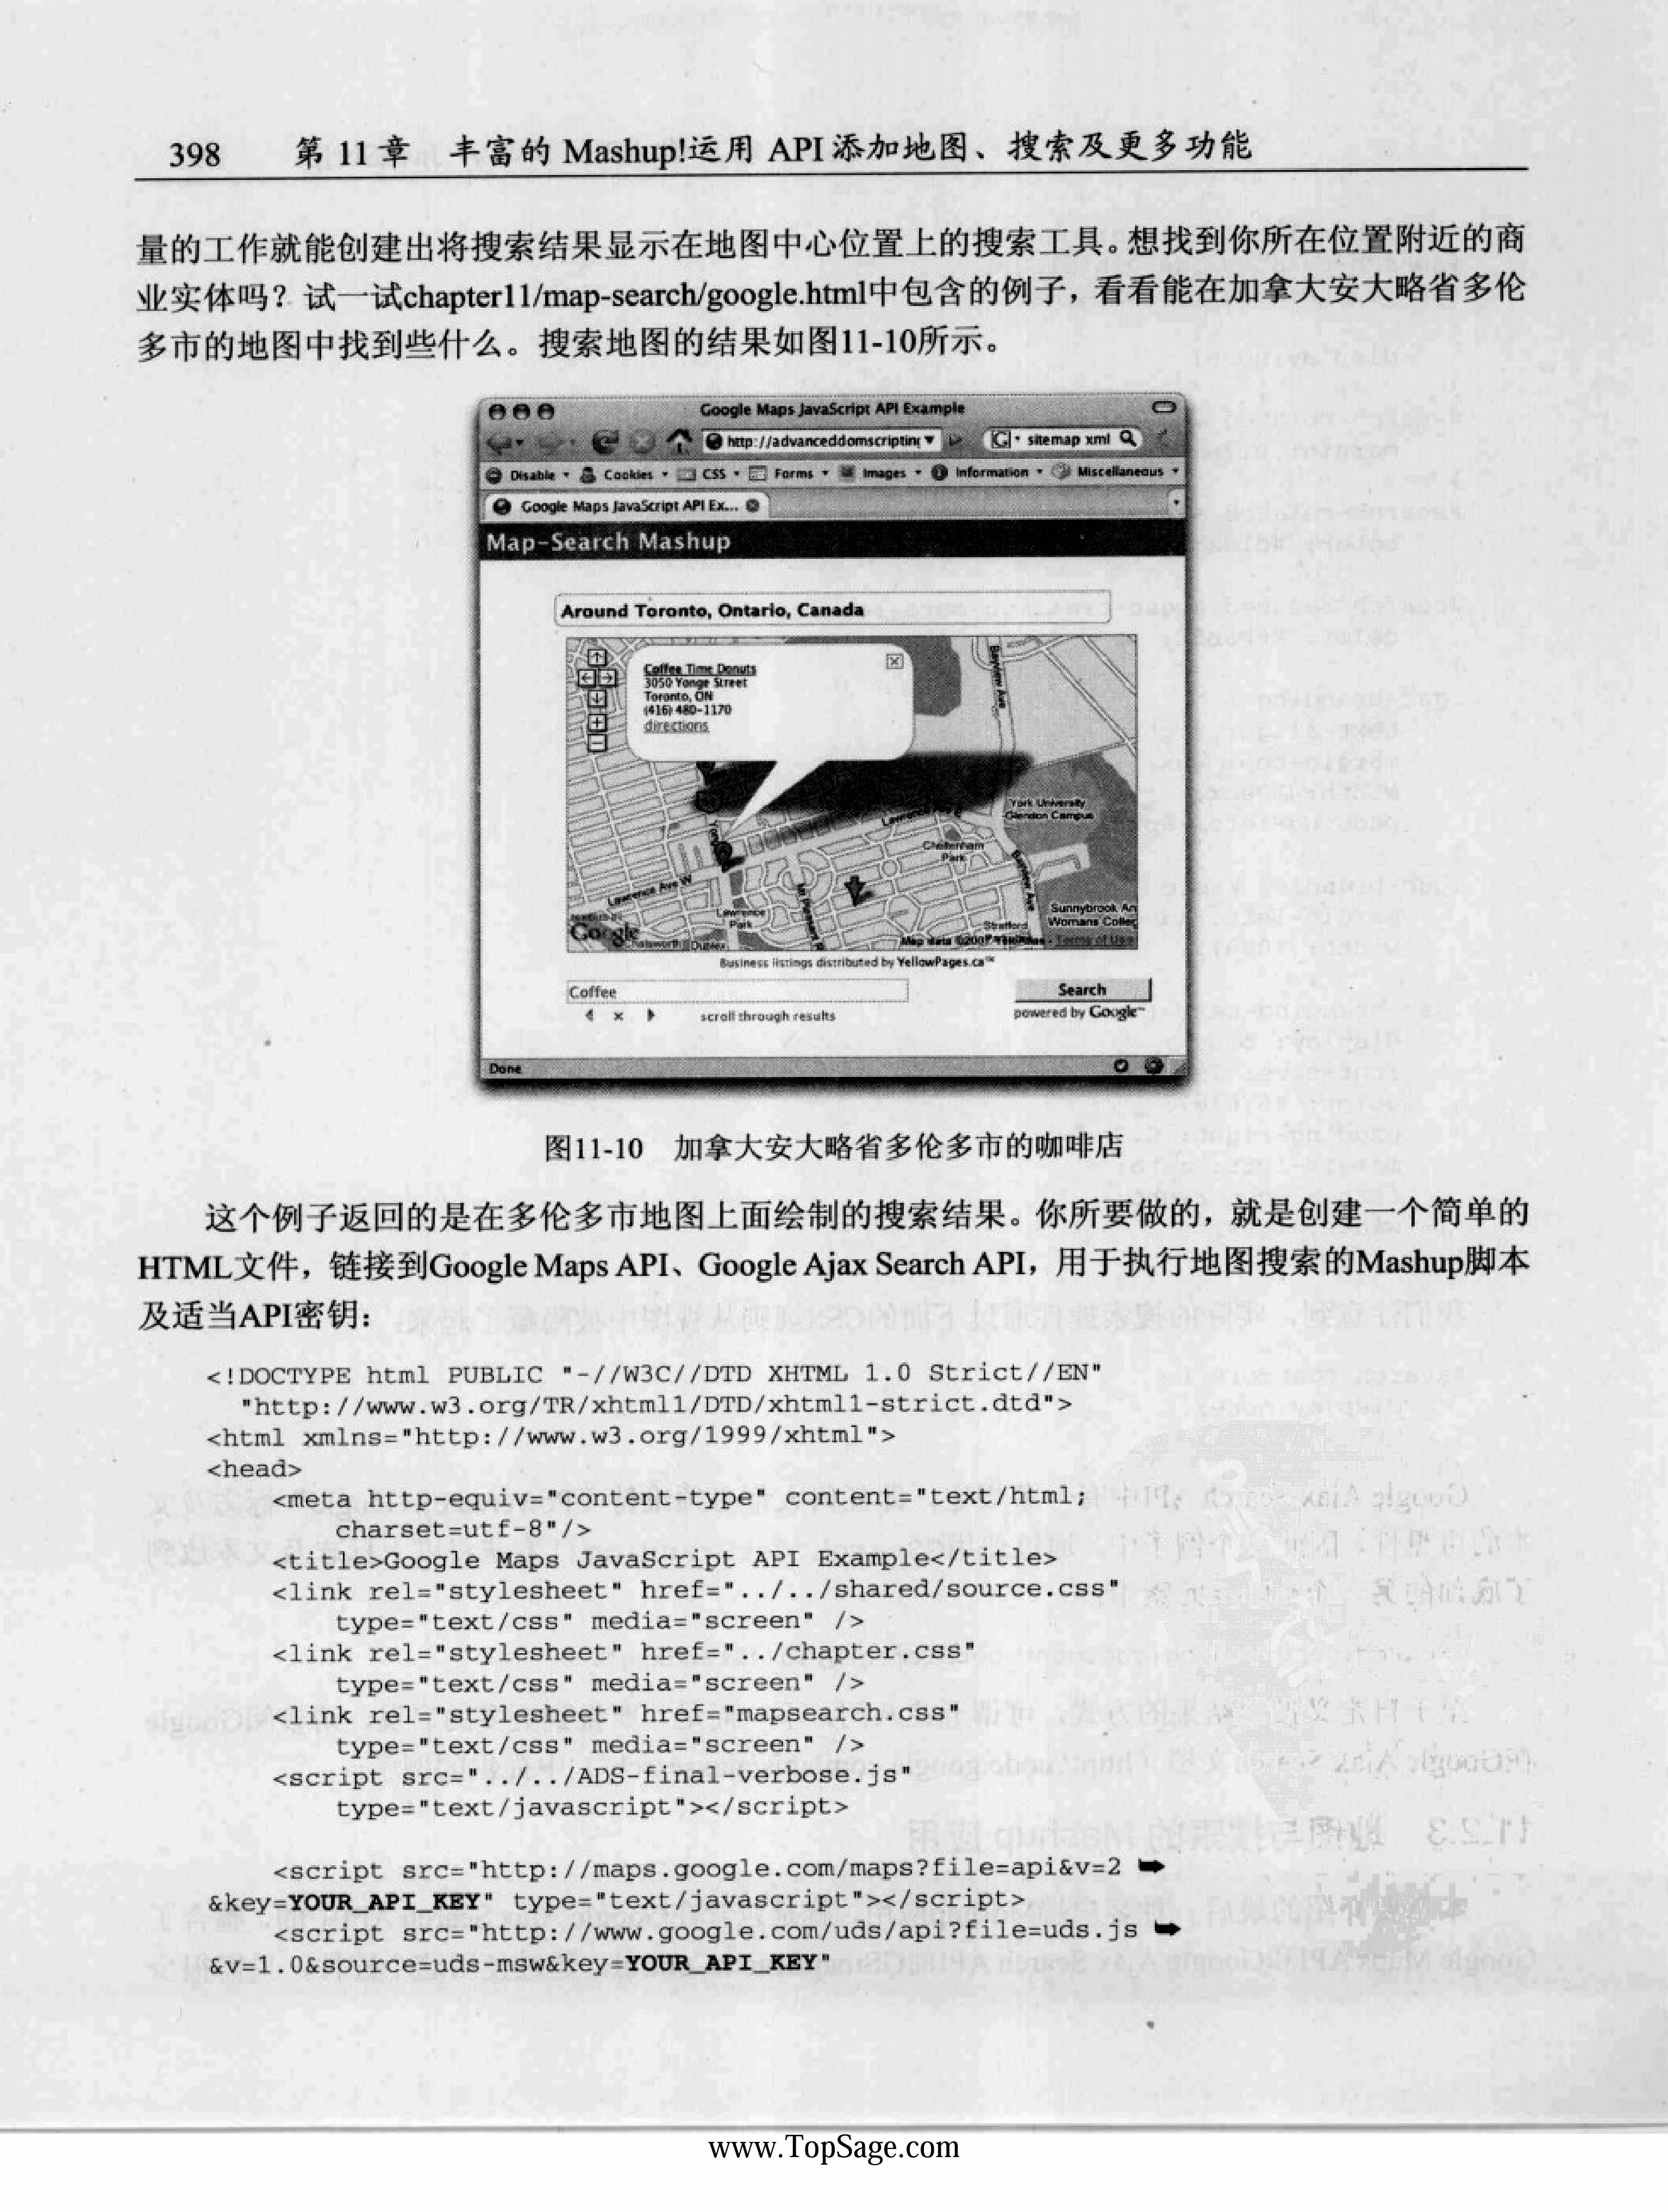 398 第 11 章 丰富的 Mashup!运用 API 添加地图、搜索及更多功能
量的工作就能创建出将搜索结果显示在地图中心位置上的搜索工具。想找到你所在位置附近的商
业实体吗？试一试chapter11/map-search/google.html中包含的例子，看看能在加拿大安大略省多伦
多市的地图中找到些什么。搜索地图的结果如图11-10所示。
Google Maps JavaScript API Example
http://advanceddomscripting
sitemap xml
Disable Cookies CSS Forms Images Information Miscellaneous
Google Maps JavaScript API Ex...
Map-Search Mashup
Around Toronto, Ontario, Canada
Coffee Time Donuts
3050 Yonge Street
Toronto, ON
(416) 480-1170
directions
Bayview Ave
York University
Glendon Campus
Cheltenham
Park
Bayview Ave
Lawrence Ave W
Lawrence
Park
Sunnybrook An
Womans Colleg
Stratford
Google
Map data ©2007 - Terms of Use
Business listings distributed by YellowPages.ca™
Coffee
Search
scroll through results
powered by Google™
Done
图11-10 加拿大安大略省多伦多市的咖啡店
这个例子返回的是在多伦多市地图上面绘制的搜索结果。你所要做的，就是创建一个简单的
HTML文件，链接到Google Maps API、Google Ajax Search API，用于执行地图搜索的Mashup脚本
及适当API密钥：
<!DOCTYPE html PUBLIC "-//W3C//DTD XHTML 1.0 Strict//EN"
"http://www.w3.org/TR/xhtml1/DTD/xhtml1-strict.dtd">
<html xmlns="http://www.w3.org/1999/xhtml">
<head>
<meta http-equiv="content-type" content="text/html;
charset=utf-8"/>
<title>Google Maps JavaScript API Example</title>
<link rel="stylesheet" href="../../shared/source.css"
type="text/css" media="screen" />
<link rel="stylesheet" href="../chapter.css"
type="text/css" media="screen" />
<link rel="stylesheet" href="mapsearch.css"
type="text/css" media="screen" />
<script src="../../ADS-final-verbose.js"
type="text/javascript"></script>
<script src="http://maps.google.com/maps?file=api&v=2 ➥
&key=YOUR_API_KEY" type="text/javascript"></script>
<script src="http://www.google.com/uds/api?file=uds.js ➥
&v=1.0&source=uds-msw&key=YOUR_API_KEY"
www.TopSage.com